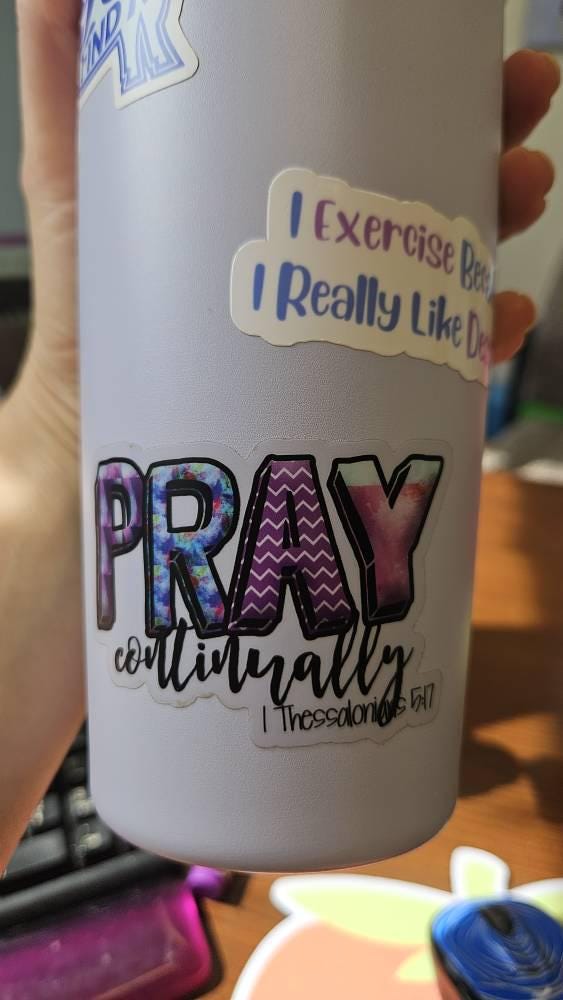 I Exercise
I Really Like
PRAY
continually
1 Thessalonians 5:17